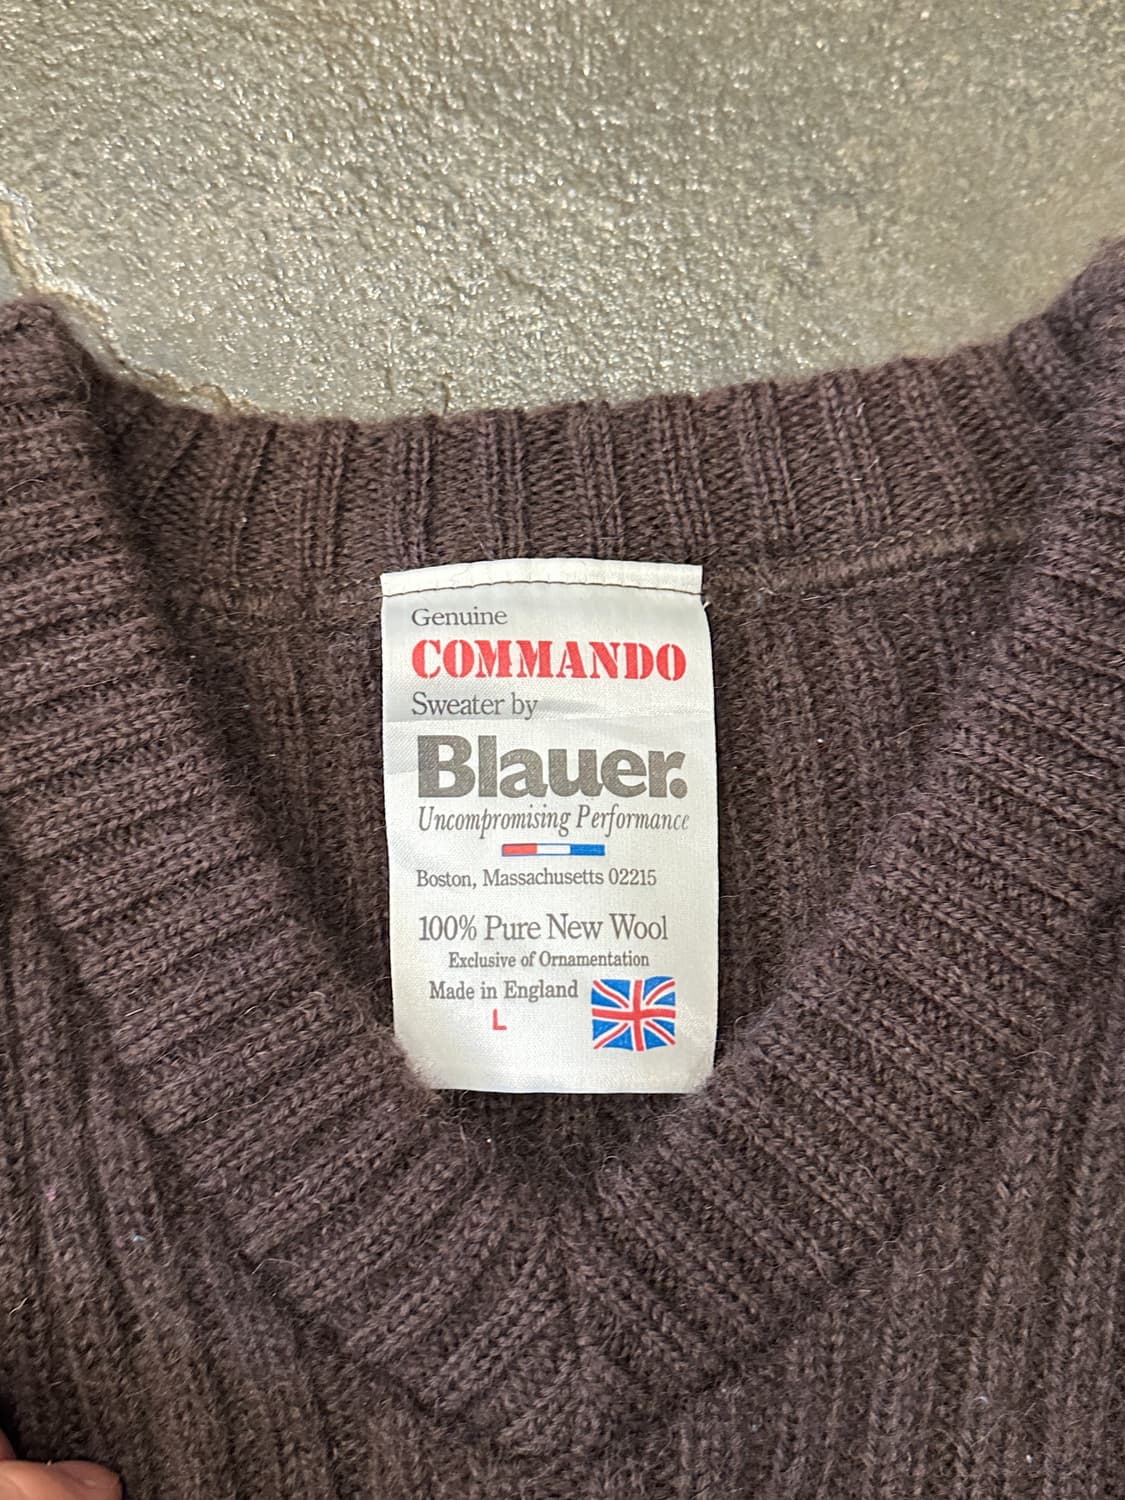 Genuine
COMMANDO
Sweater by
Blauer.
Uncompromising Performance
Boston, Massachusetts 02215
100% Pure New Wool
Exclusive of Ornamentation
Made in England
L